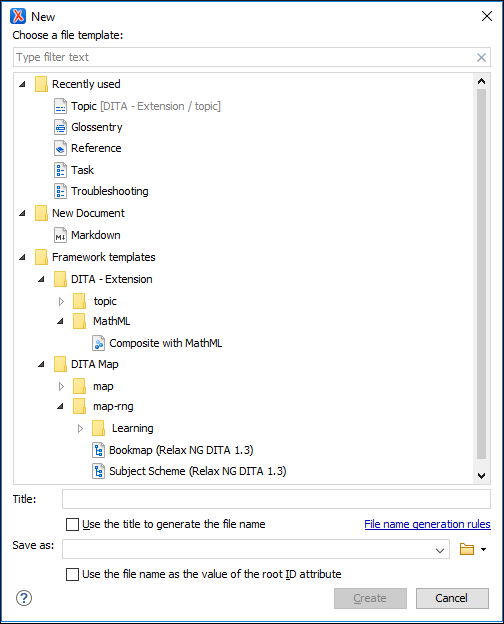 New
Choose a file template:
Type filter text
Recently used
Topic [DITA - Extension / topic]
Glossentry
Reference
Task
Troubleshooting
New Document
Markdown
Framework templates
DITA - Extension
topic
MathML
Composite with MathML
DITA Map
map
map-rng
Learning
Bookmap (Relax NG DITA 1.3)
Subject Scheme (Relax NG DITA 1.3)
Title:
Use the title to generate the file name File name generation rules
Save as:
Use the file name as the value of the root ID attribute
? Create Cancel